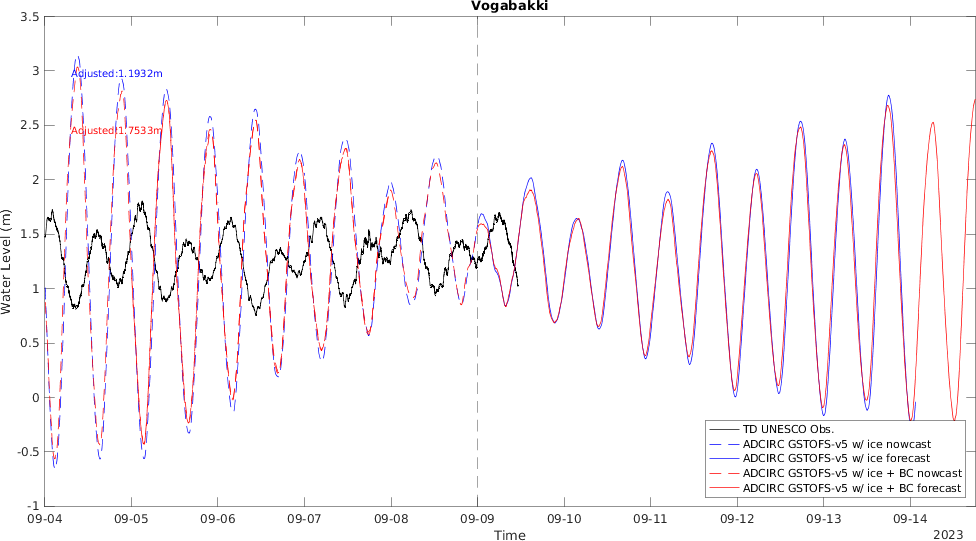 Vogabakki
3.5
3
2.5
2
1.5
1
0.5
0
-0.5
-1
Water Level (m)
Adjusted:1.1932m
Adjusted:1.7533m
TD UNESCO Obs.
ADCIRC GSTOFS-v5 w/ ice nowcast
ADCIRC GSTOFS-v5 w/ ice forecast
ADCIRC GSTOFS-v5 w/ ice + BC nowcast
ADCIRC GSTOFS-v5 w/ ice + BC forecast
09-04 09-05 09-06 09-07 09-08 09-09 09-10 09-11 09-12 09-13 09-14
Time
2023